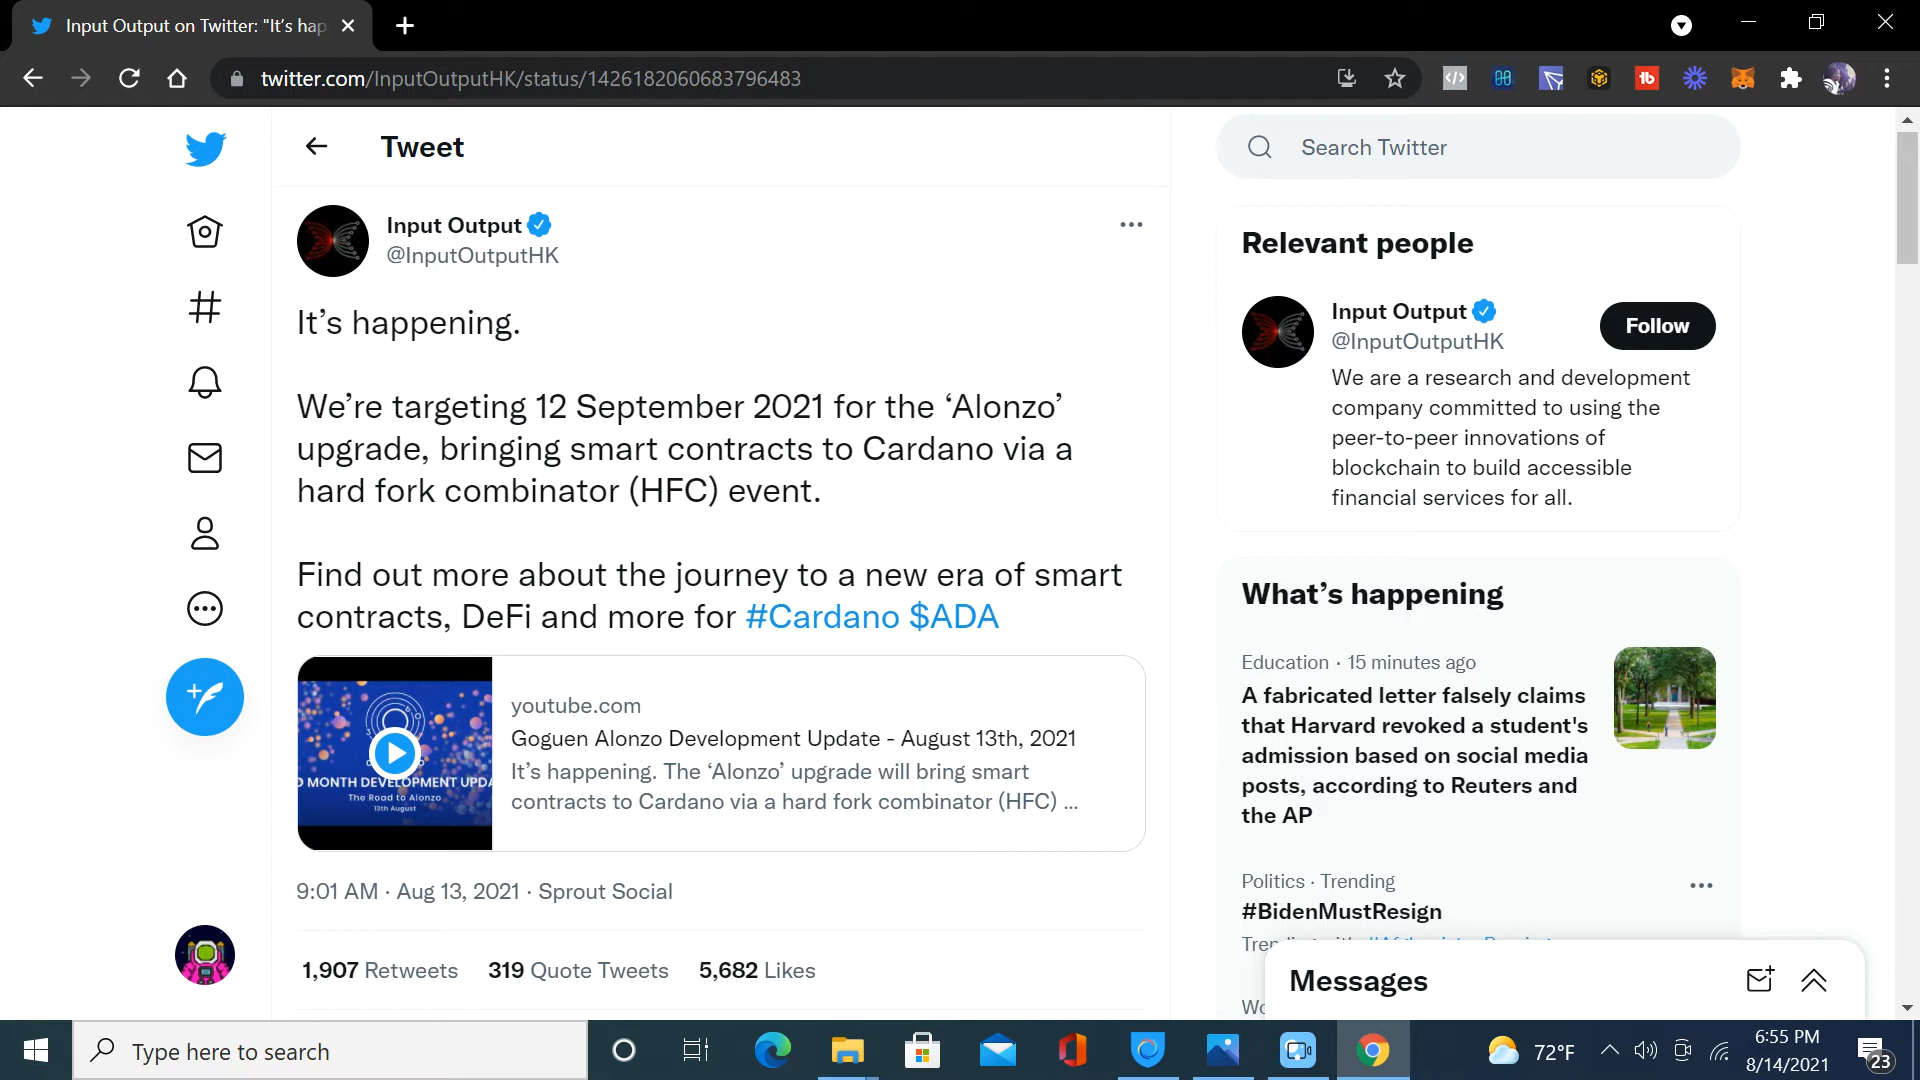 Input Output on Twitter: "It's hap
twitter.com/InputOutputHK/status/1426182060683796483
Tweet
Search Twitter
Input Output
@InputOutputHK
It's happening.
We're targeting 12 September 2021 for the ‘Alonzo’
upgrade, bringing smart contracts to Cardano via a
hard fork combinator (HFC) event.
Find out more about the journey to a new era of smart
contracts, DeFi and more for #Cardano $ADA
MONTH DEVELOPMENT UPDA
The Road to Alonzo
13th August
youtube.com
Goguen Alonzo Development Update - August 13th, 2021
It's happening. The ‘Alonzo’ upgrade will bring smart
contracts to Cardano via a hard fork combinator (HFC) ...
9:01 AM · Aug 13, 2021 · Sprout Social
1,907 Retweets 319 Quote Tweets 5,682 Likes
Relevant people
Input Output
@InputOutputHK
Follow
We are a research and development
company committed to using the
peer-to-peer innovations of
blockchain to build accessible
financial services for all.
What's happening
Education · 15 minutes ago
A fabricated letter falsely claims
that Harvard revoked a student's
admission based on social media
posts, according to Reuters and
the AP
Politics · Trending
#BidenMustResign
Messages
Type here to search
72°F
6:55 PM
8/14/2021
23